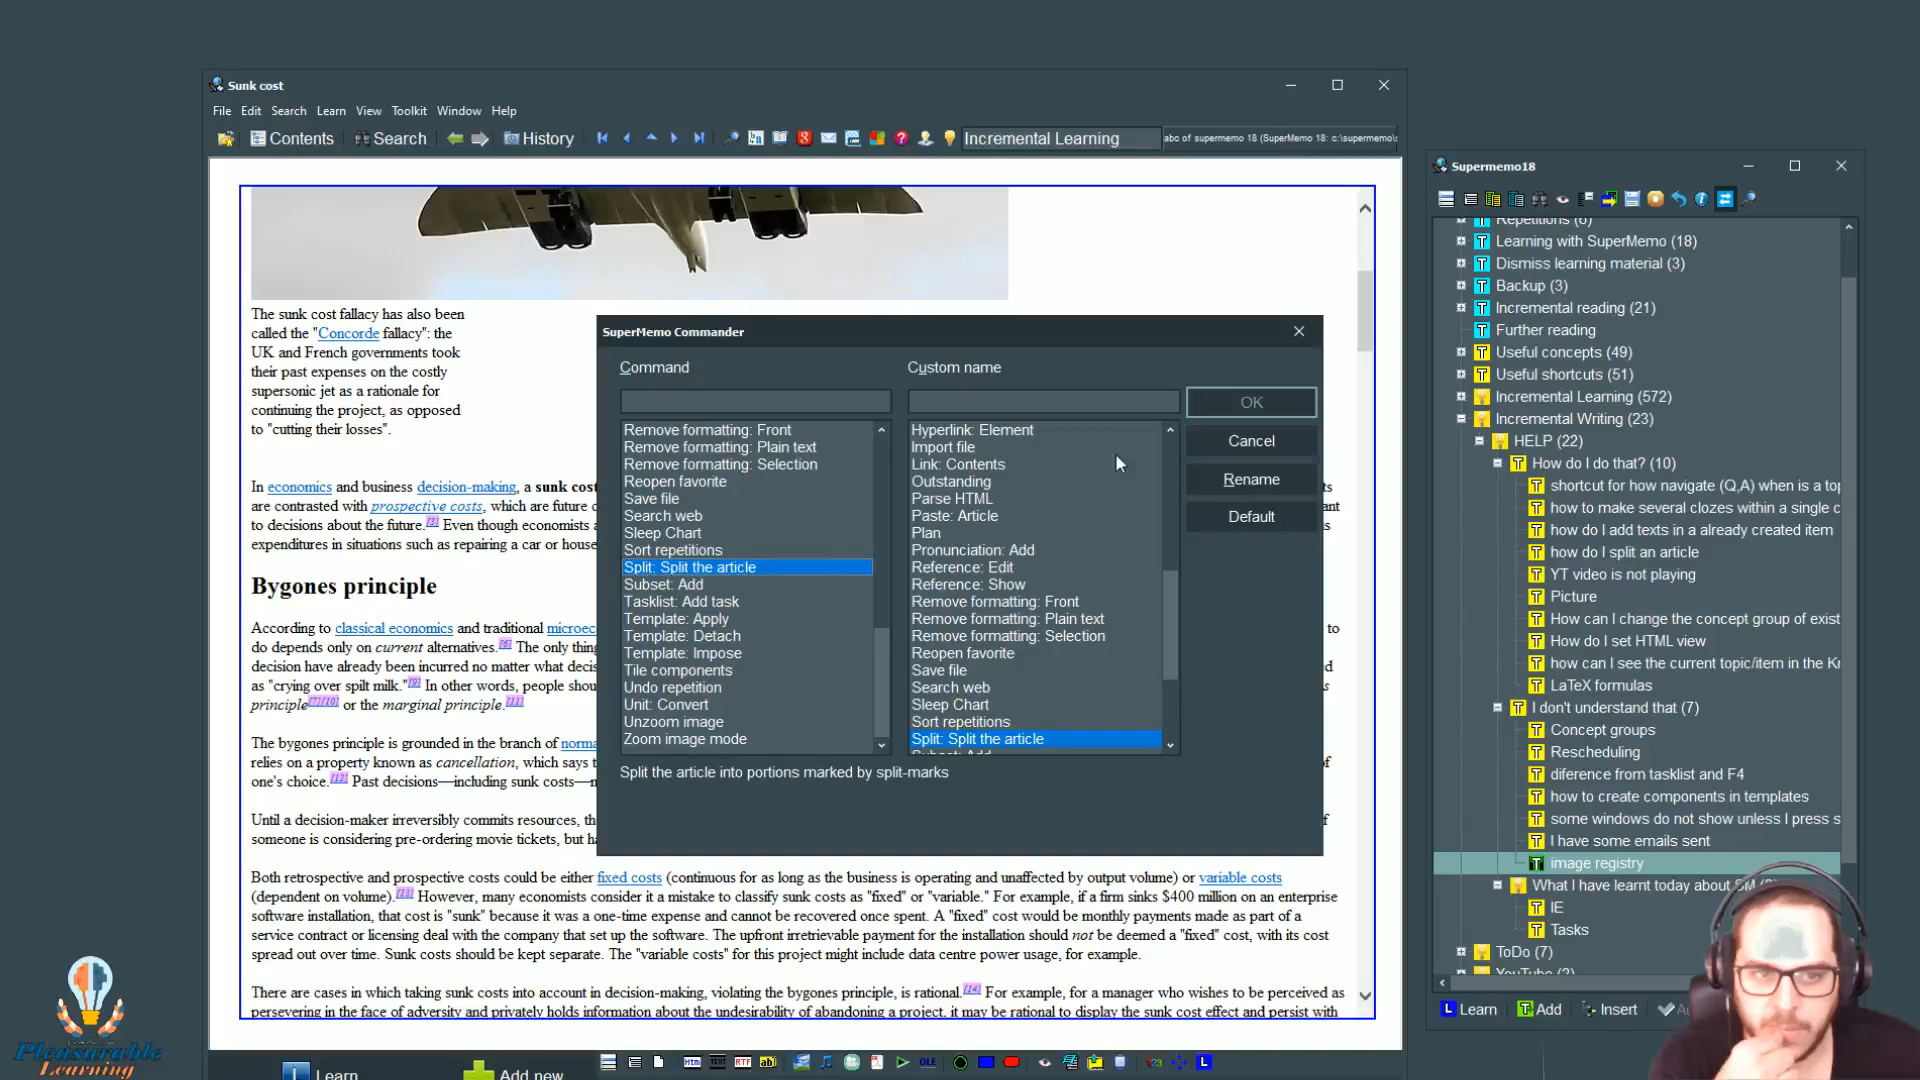 Sunk cost
File Edit Search Learn View Toolkit Window Help
Contents Search History Incremental Learning abc of supermemo 18 (SuperMemo 18: c:\supermemo\s
The sunk cost fallacy has also been
called the "Concorde fallacy": the
UK and French governments took
their past expenses on the costly
supersonic jet as a rationale for
continuing the project, as opposed
to "cutting their losses".
In economics and business decision-making, a sunk cost
are contrasted with prospective costs, which are future c
to decisions about the future.[3] Even though economists a
expenditures in situations such as repairing a car or house
Bygones principle
According to classical economics and traditional microec
do depends only on current alternatives.[6] The only thing
decision have already been incurred no matter what decis
as "crying over spilt milk."[9] In other words, people shou
principle[7][10] or the marginal principle.[11]
The bygones principle is grounded in the branch of norma
relies on a property known as cancellation, which says t
one's choice.[12] Past decisions—including sunk costs—n
Until a decision-maker irreversibly commits resources, th
someone is considering pre-ordering movie tickets, but ha
Both retrospective and prospective costs could be either fixed costs (continuous for as long as the business is operating and unaffected by output volume) or variable costs
(dependent on volume).[13] However, many economists consider it a mistake to classify sunk costs as "fixed" or "variable." For example, if a firm sinks $400 million on an enterprise
software installation, that cost is "sunk" because it was a one-time expense and cannot be recovered once spent. A "fixed" cost would be monthly payments made as part of a
service contract or licensing deal with the company that set up the software. The upfront irretrievable payment for the installation should not be deemed a "fixed" cost, with its cost
spread out over time. Sunk costs should be kept separate. The "variable costs" for this project might include data centre power usage, for example.
There are cases in which taking sunk costs into account in decision-making, violating the bygones principle, is rational.[14] For example, for a manager who wishes to be perceived as
persevering in the face of adversity and privately holds information about the undesirability of abandoning a project, it may be rational to display the sunk cost effect and persist with
Learn Add new
SuperMemo Commander
Command
Remove formatting: Front
Remove formatting: Plain text
Remove formatting: Selection
Reopen favorite
Save file
Search web
Sleep Chart
Sort repetitions
Split: Split the article
Subset: Add
Tasklist: Add task
Template: Apply
Template: Detach
Template: Impose
Tile components
Undo repetition
Unit: Convert
Unzoom image
Zoom image mode
Custom name
Hyperlink: Element
Import file
Link: Contents
Outstanding
Parse HTML
Paste: Article
Plan
Pronunciation: Add
Reference: Edit
Reference: Show
Remove formatting: Front
Remove formatting: Plain text
Remove formatting: Selection
Reopen favorite
Save file
Search web
Sleep Chart
Sort repetitions
Split: Split the article
Subset: Add
OK
Cancel
Rename
Default
Split the article into portions marked by split-marks
Supermemo18
Repetitions (6)
Learning with SuperMemo (18)
Dismiss learning material (3)
Backup (3)
Incremental reading (21)
Further reading
Useful concepts (49)
Useful shortcuts (51)
Incremental Learning (572)
Incremental Writing (23)
HELP (22)
How do I do that? (10)
shortcut for how navigate (Q,A) when is a top
how to make several clozes within a single c
how do I add texts in a already created item
how do I split an article
YT video is not playing
Picture
How can I change the concept group of exist
How do I set HTML view
how can I see the current topic/item in the Kr
LaTeX formulas
I don't understand that (7)
Concept groups
Rescheduling
diference from tasklist and F4
how to create components in templates
some windows do not show unless I press s
I have some emails sent
image registry
What I have learnt today about SM
IE
Tasks
ToDo (7)
YouTube (2)
Learn Add Insert
Pleasurable
Learning